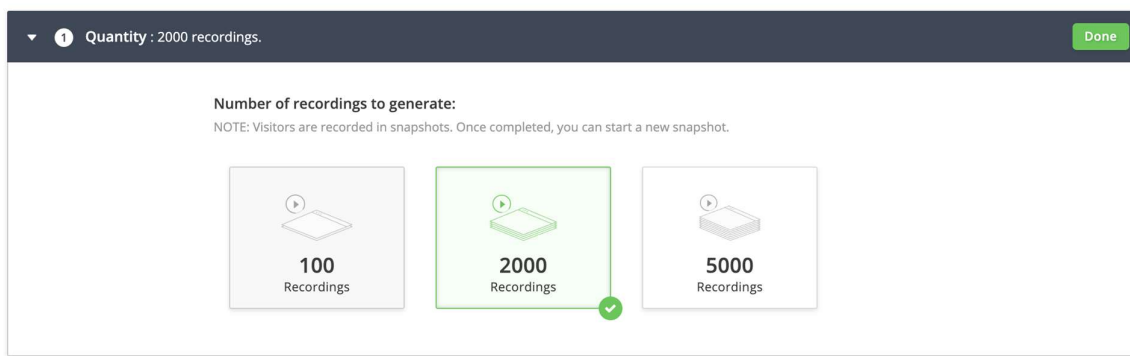 1 Quantity : 2000 recordings.
Done
Number of recordings to generate:
NOTE: Visitors are recorded in snapshots. Once completed, you can start a new snapshot.
100
Recordings
2000
Recordings
5000
Recordings